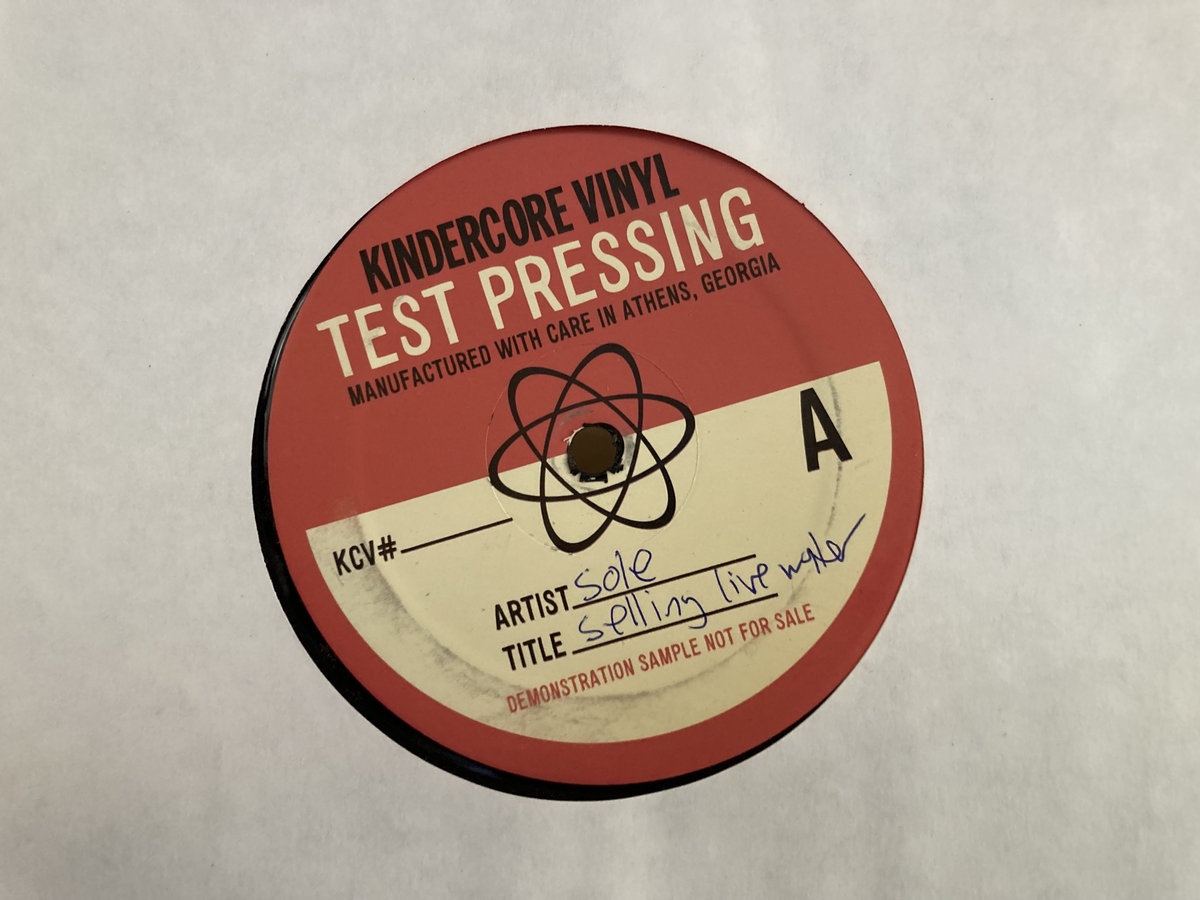 KINDERCORE VINYL
TEST PRESSING
MANUFACTURED WITH CARE IN ATHENS, GEORGIA
A
KCV#
ARTIST Sole
TITLE Selling live water
DEMONSTRATION SAMPLE NOT FOR SALE